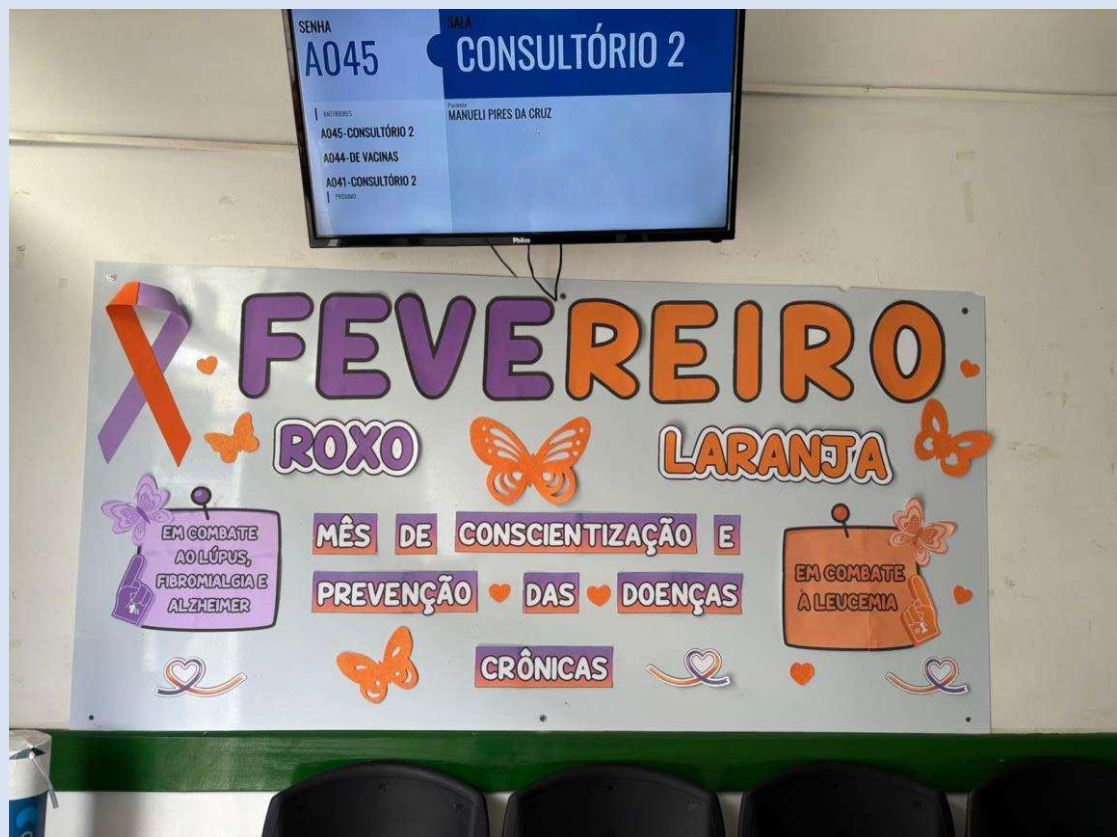 SENHA
A045
SALA
CONSULTÓRIO 2
ANTERIORES
A045-CONSULTÓRIO 2
A044-DE VACINAS
A041-CONSULTÓRIO 2
PRÓXIMO
Paciente
MANUELI PIRES DA CRUZ
Philco
FEVEREIRO
ROXO
LARANJA
EM COMBATE
AO LÚPUS,
FIBROMIALGIA E
ALZHEIMER
MÊS DE CONSCIENTIZAÇÃO E
PREVENÇÃO DAS DOENÇAS
CRÔNICAS
EM COMBATE
À LEUCEMIA